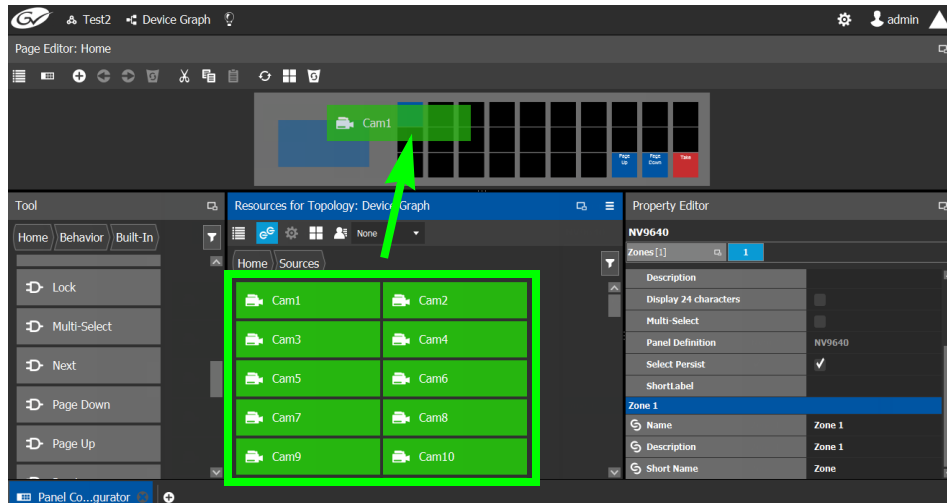 GV Test2 Device Graph admin
Page Editor: Home
Cam1
Page Up Page Down Take
Tool
Home Behavior Built-In
Lock
Multi-Select
Next
Page Down
Page Up
Resources for Topology: Device Graph
None
Home Sources
Cam1 Cam2
Cam3 Cam4
Cam5 Cam6
Cam7 Cam8
Cam9 Cam10
Property Editor
NV9640
Zones[1] 1
Description
Display 24 characters
Multi-Select
Panel Definition NV9640
Select Persist
ShortLabel
Zone 1
Name Zone 1
Description Zone 1
Short Name Zone
Panel Co...gurator